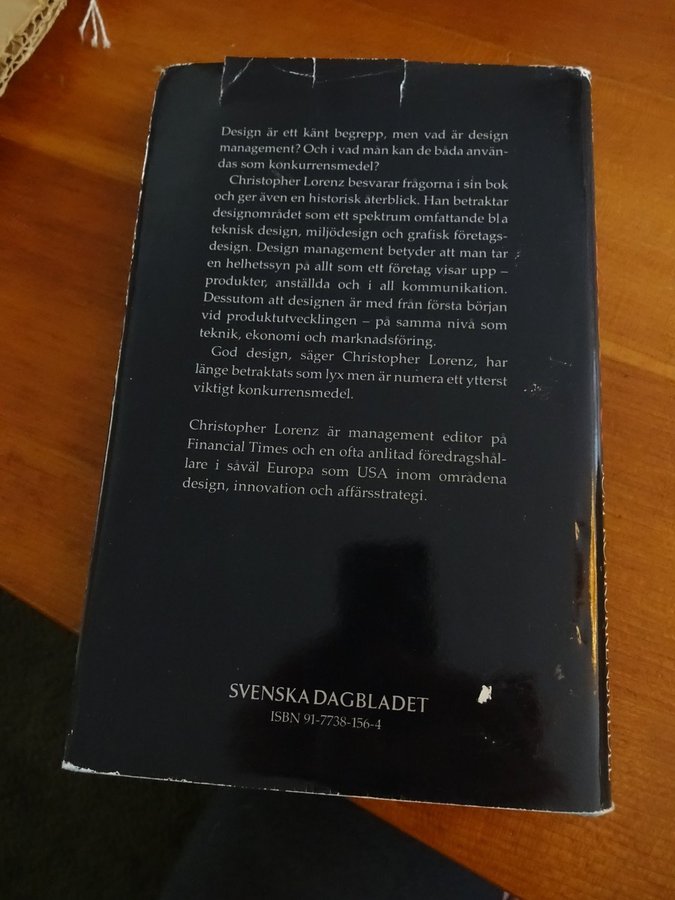 Design är ett känt begrepp, men vad är design
management? Och i vad mån kan de båda använ-
das som konkurrensmedel?
Christopher Lorenz besvarar frågorna i sin bok
och ger även en historisk återblick. Han betraktar
designområdet som ett spektrum omfattande bl a
teknisk design, miljödesign och grafisk företags-
design. Design management betyder att man tar
en helhetssyn på allt som ett företag visar upp –
produkter, anställda och i all kommunikation.
Dessutom att designen är med från första början
vid produktutvecklingen – på samma nivå som
teknik, ekonomi och marknadsföring.
God design, säger Christopher Lorenz, har
länge betraktats som lyx men är numera ett ytterst
viktigt konkurrensmedel.
Christopher Lorenz är management editor på
Financial Times och en ofta anlitad föredragshål-
lare i såväl Europa som USA inom områdena
design, innovation och affärsstrategi.
SVENSKA DAGBLADET
ISBN 91-7738-156-4